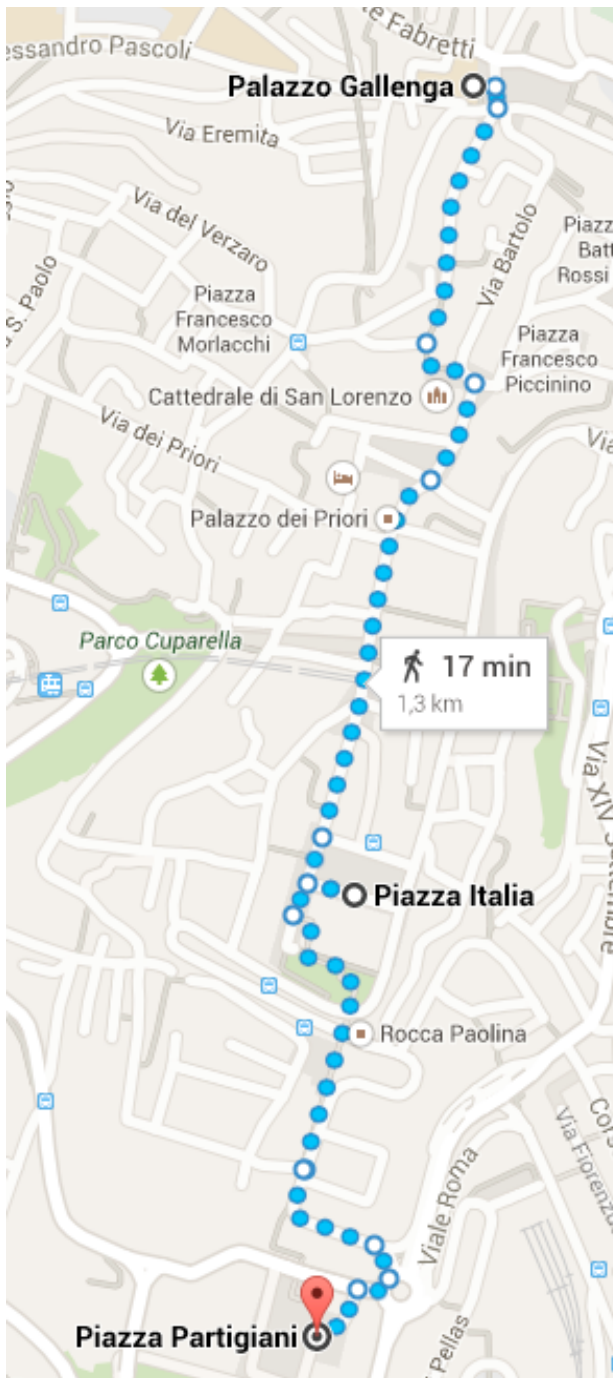 te Fabretti
essandro Pascoli
Palazzo Gallenga
Via Eremita
Via del Verzaro
Via Bartolo
Piazz
Batt
Rossi
S. Paolo
Piazza
Francesco
Morlacchi
Piazza
Francesco
Piccinino
Cattedrale di San Lorenzo
Via dei Priori
Via
Palazzo dei Priori
Parco Cuparella
17 min
1,3 km
Via XIV Settembre
Piazza Italia
Rocca Paolina
Viale Roma
Via Fiorenzo
Piazza Partigiani
Pellas